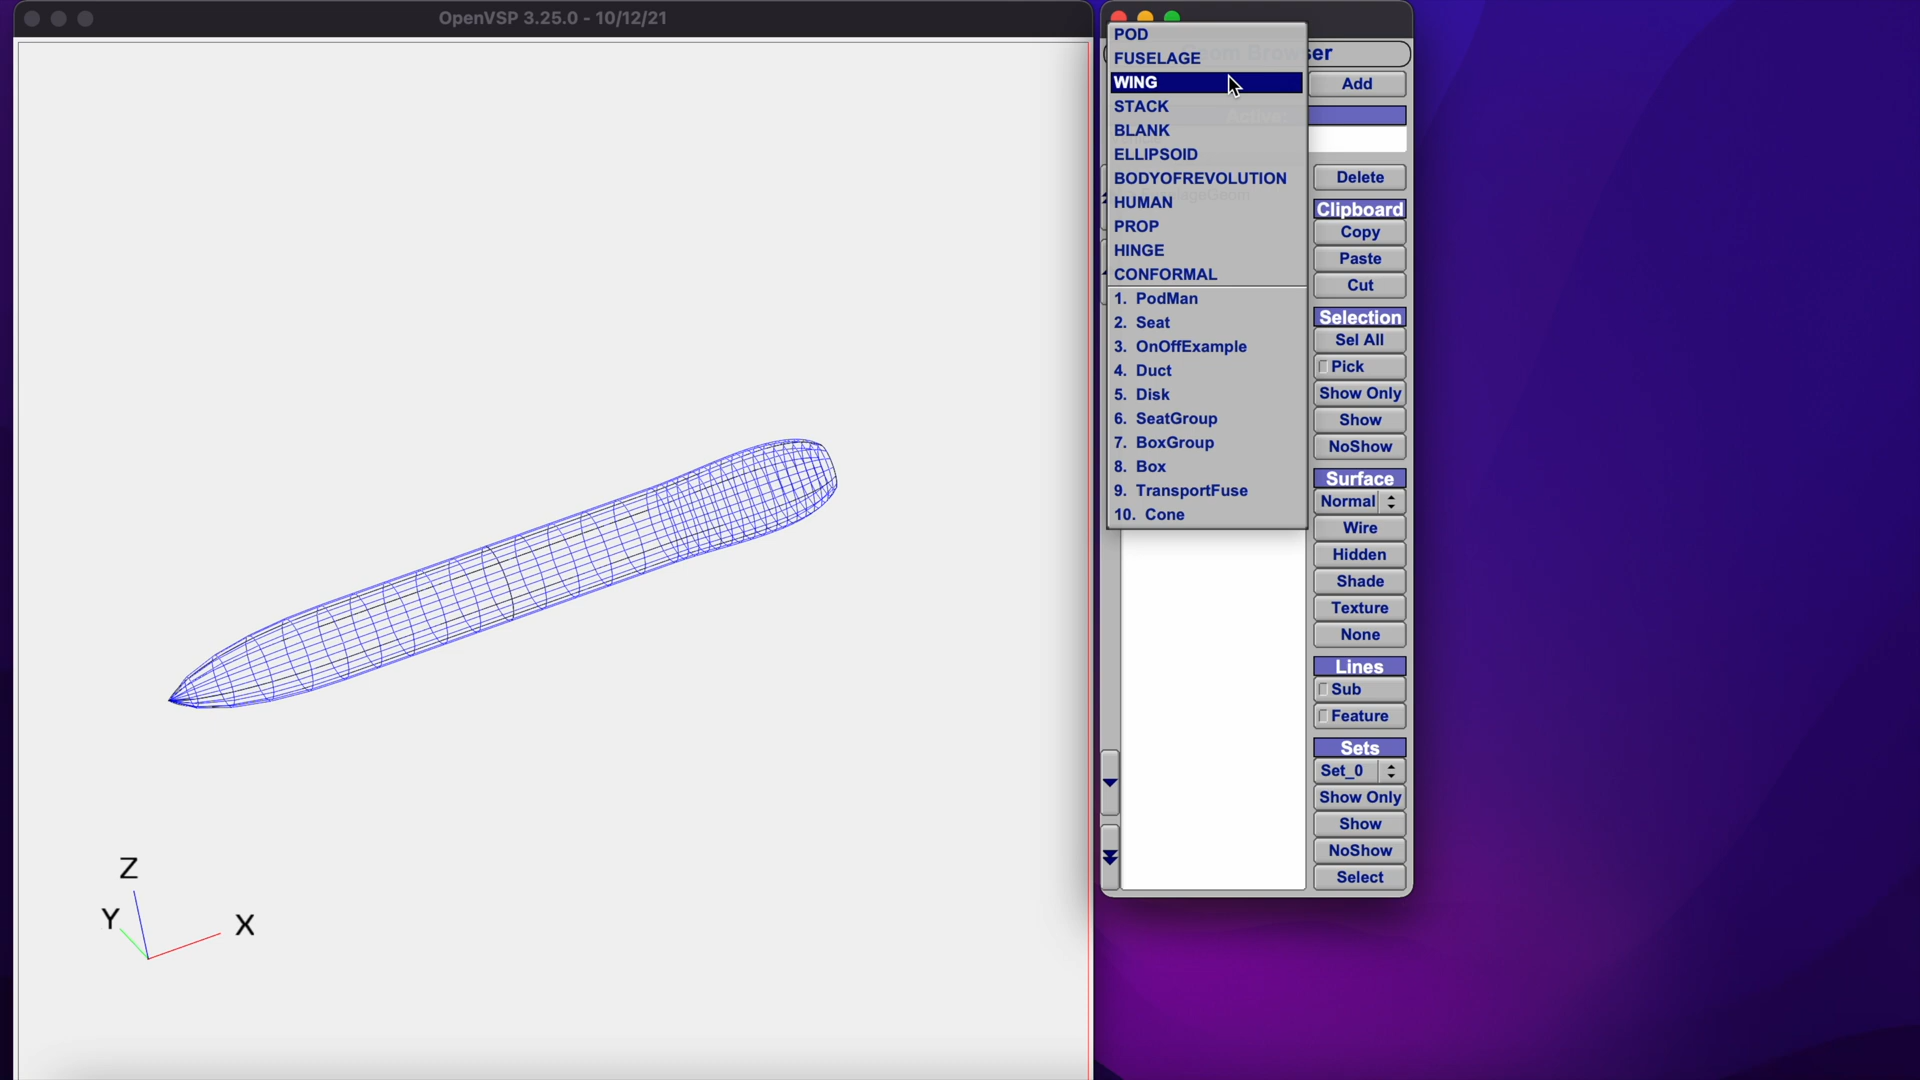 OpenVSP 3.25.0 - 10/12/21
POD
FUSELAGE
WING
STACK
BLANK
ELLIPSOID
BODYOFREVOLUTION
HUMAN
PROP
HINGE
CONFORMAL
1. PodMan
2. Seat
3. OnOffExample
4. Duct
5. Disk
6. SeatGroup
7. BoxGroup
8. Box
9. TransportFuse
10. Cone
Geom Browser
Add
Active:
Delete
Clipboard
Copy
Paste
Cut
Selection
Sel All
Pick
Show Only
Show
NoShow
Surface
Normal
Wire
Hidden
Shade
Texture
None
Lines
Sub
Feature
Sets
Set_0
Show Only
Show
NoShow
Select
Z
Y
X